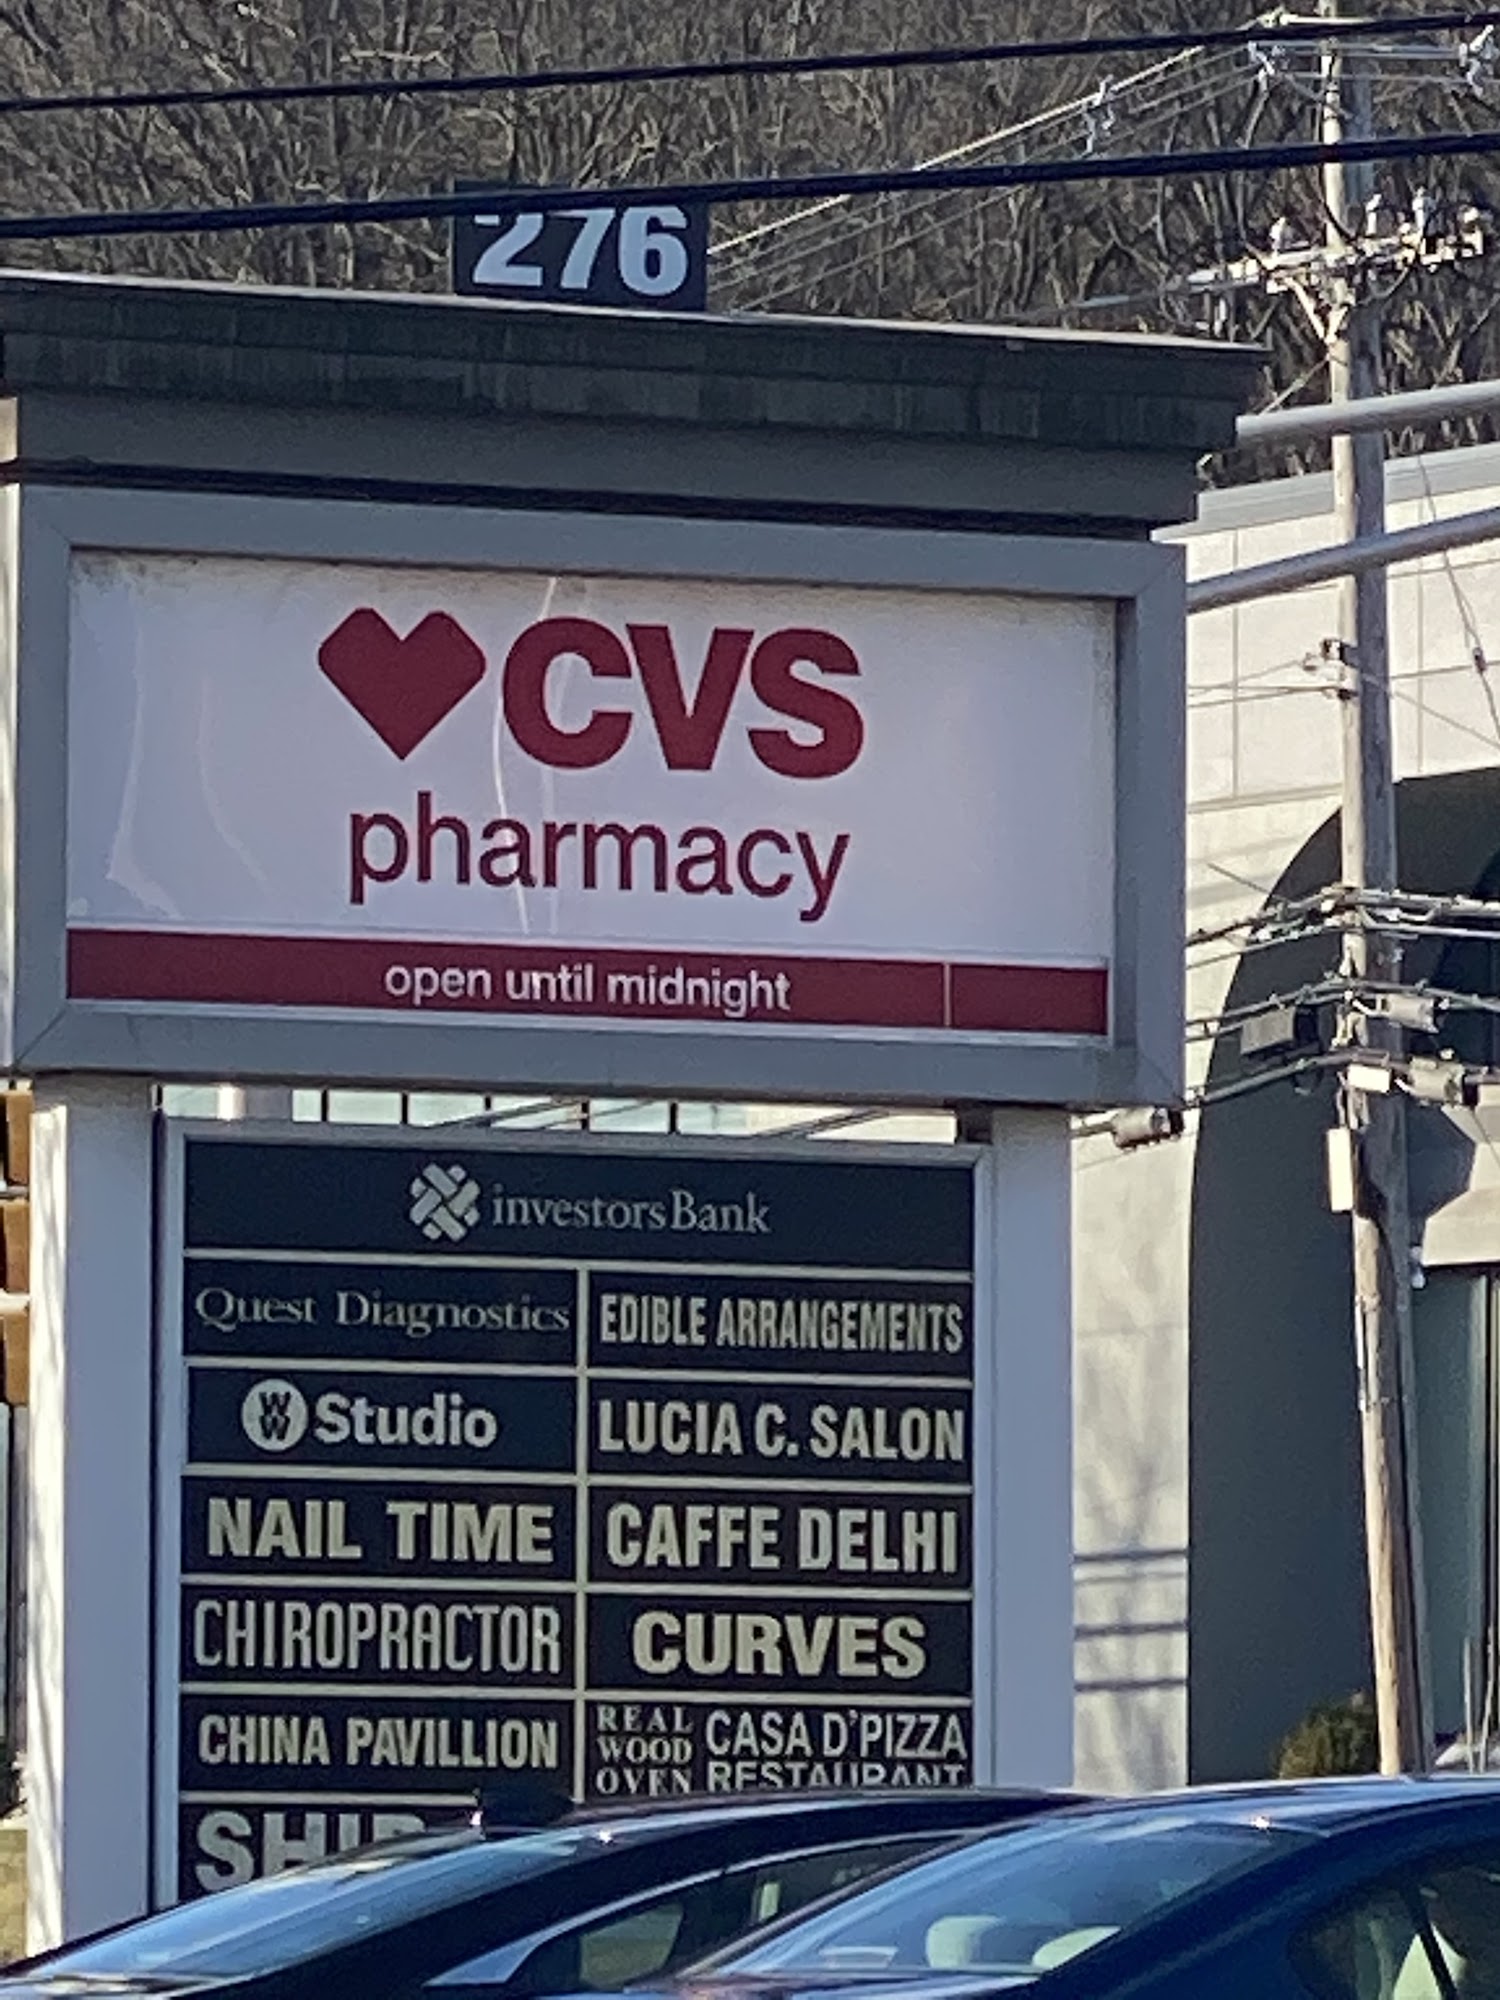 276
CVS
pharmacy
open until midnight
investorsBank
Quest Diagnostics
EDIBLE ARRANGEMENTS
WW Studio
LUCIA C. SALON
NAIL TIME
CAFFE DELHI
CHIROPRACTOR
CURVES
CHINA PAVILLION
REAL WOOD OVEN
CASA D'PIZZA
RESTAURANT